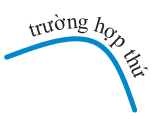 trường hợp thứ